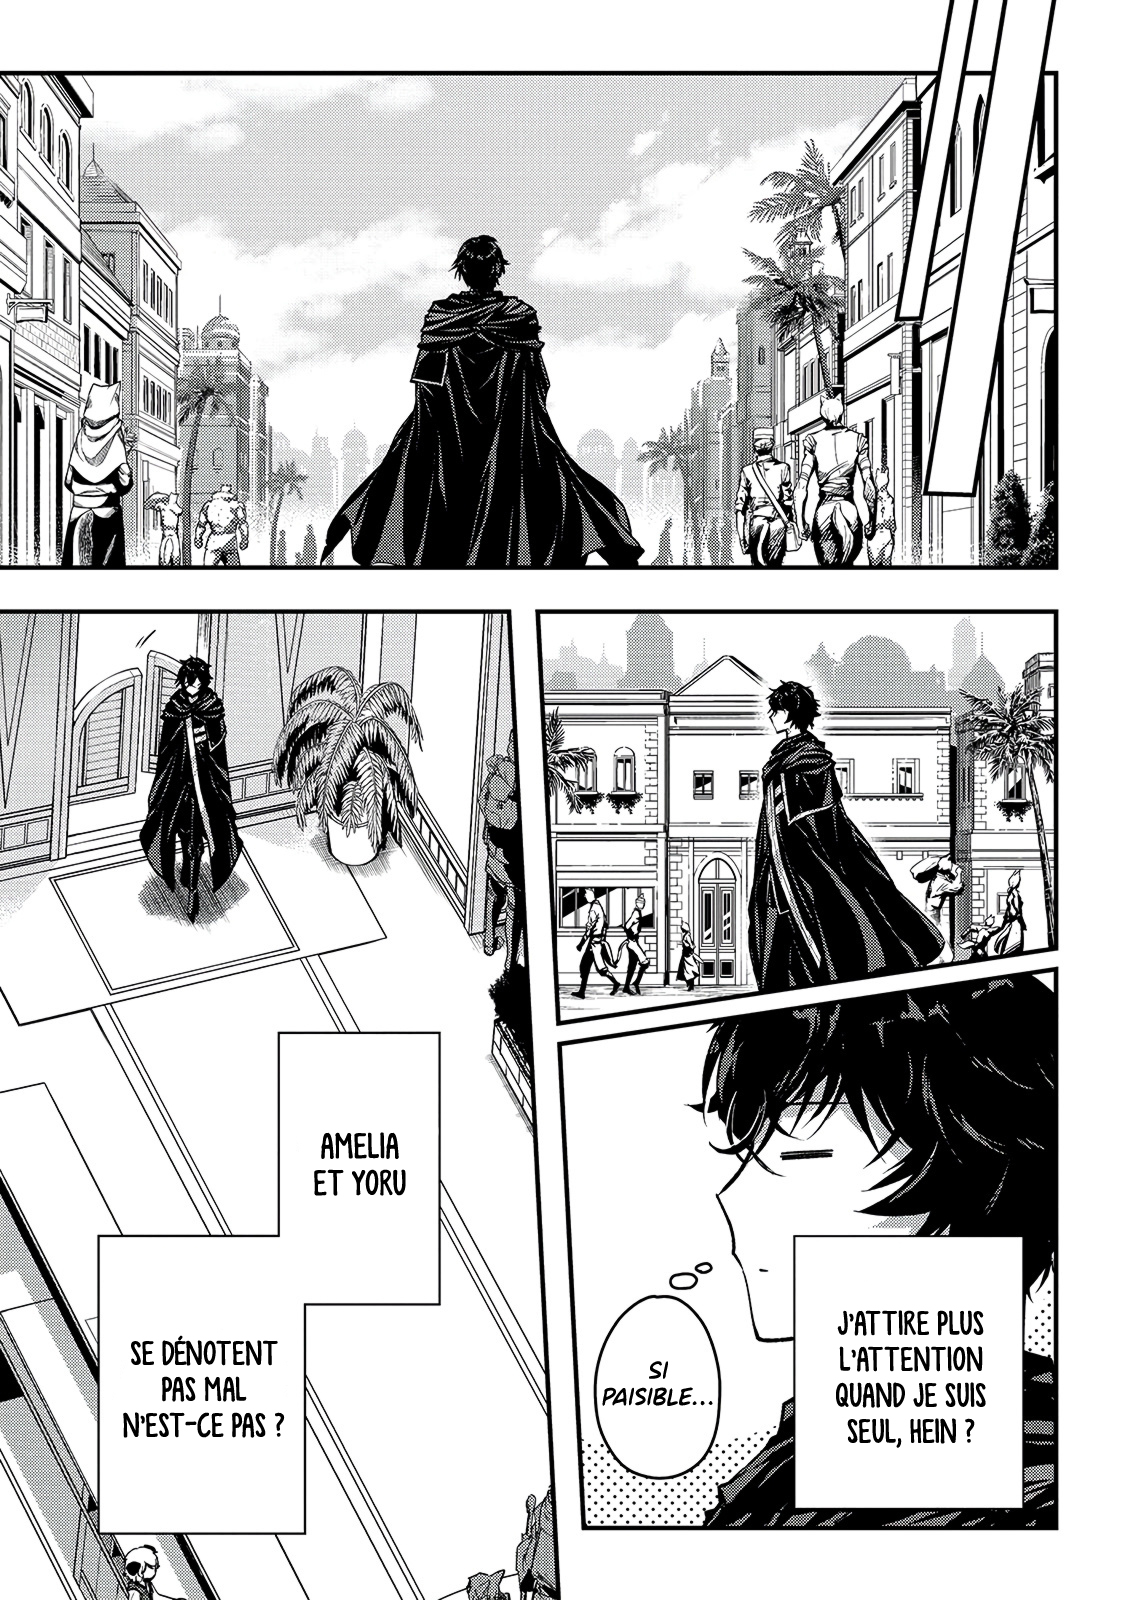 J'ATTIRE PLUS
L'ATTENTION
QUAND JE SUIS
SEUL, HEIN ?
SI
PAISIBLE...
AMELIA
ET YORU
SE DÉNOTENT
PAS MAL
N'EST-CE PAS ?